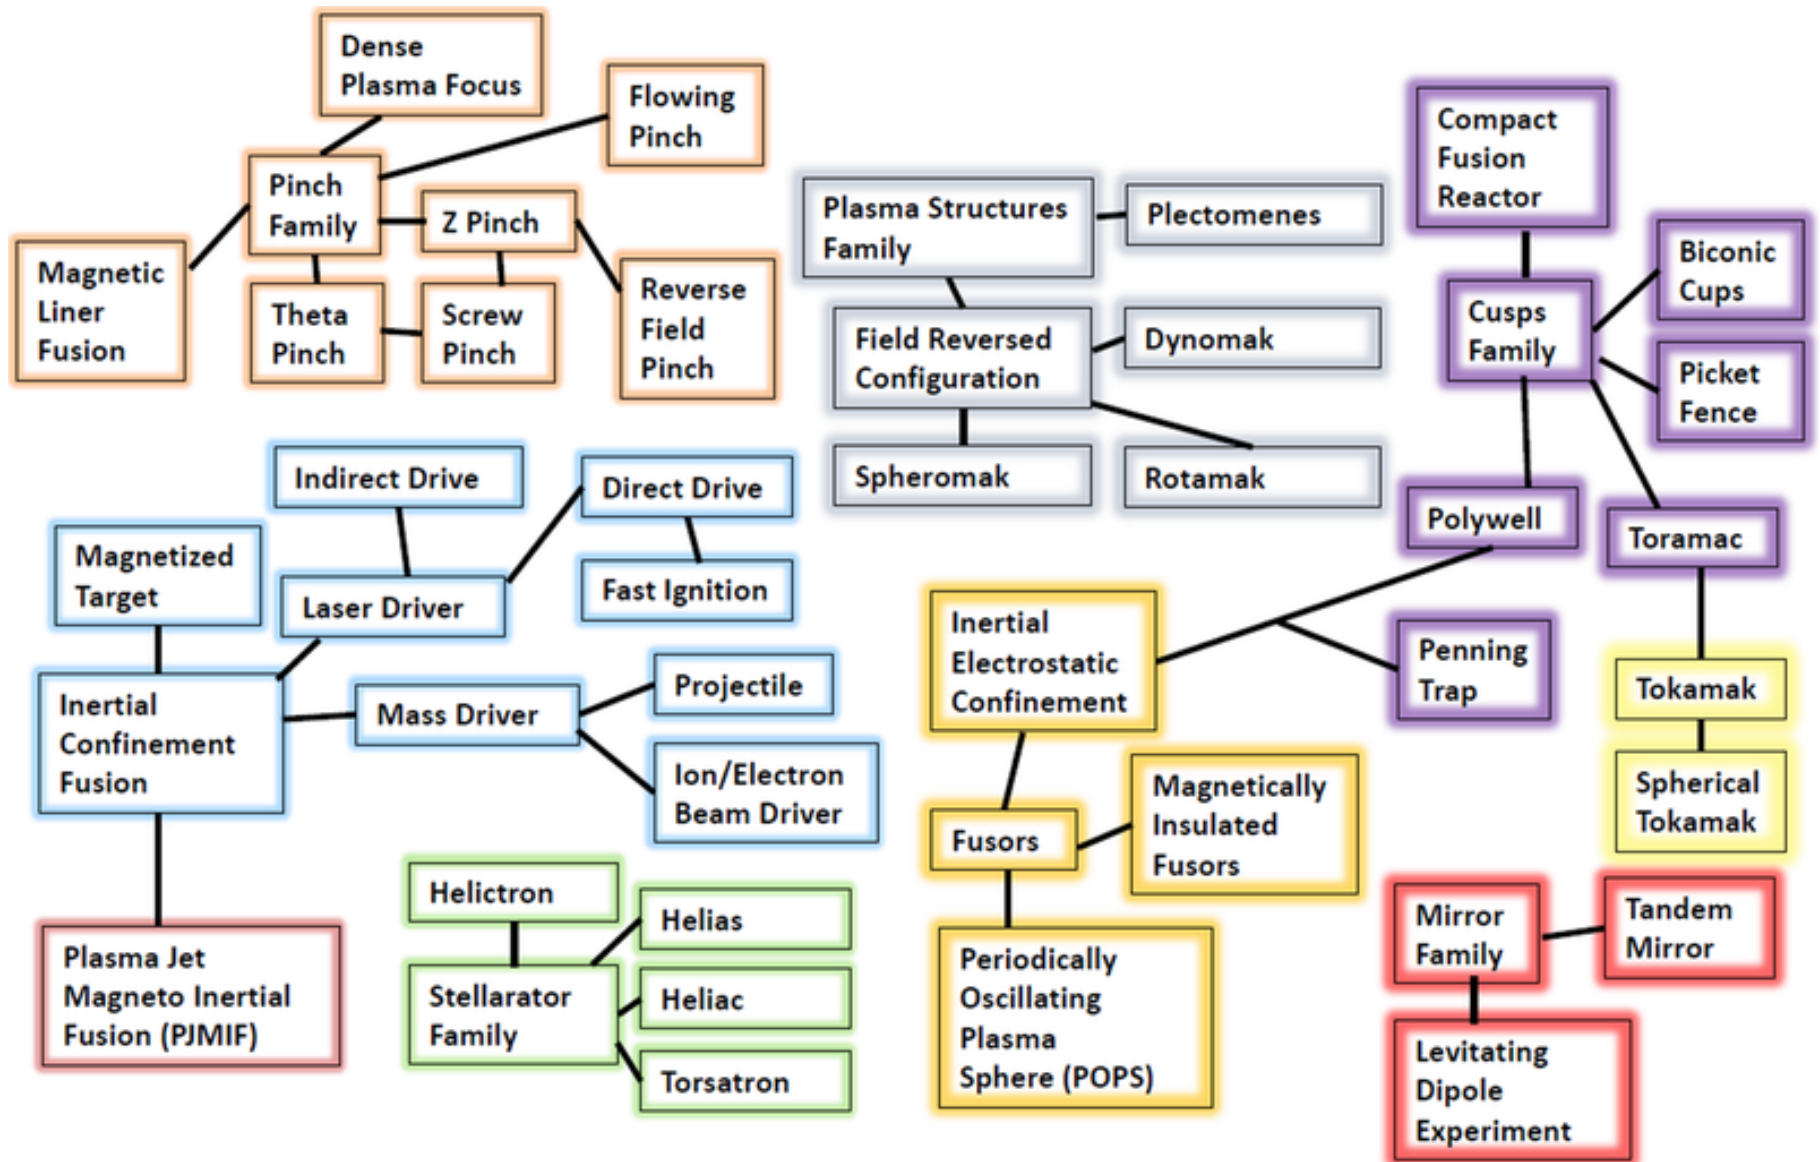 Dense
Plasma Focus
Flowing
Pinch
Pinch
Family
Z Pinch
Magnetic
Liner
Fusion
Theta
Pinch
Screw
Pinch
Reverse
Field
Pinch
Plasma Structures
Family
Plectomenes
Field Reversed
Configuration
Dynomak
Spheromak
Rotamak
Compact
Fusion
Reactor
Cusps
Family
Biconic
Cups
Picket
Fence
Polywell
Toramac
Penning
Trap
Tokamak
Spherical
Tokamak
Indirect Drive
Direct Drive
Magnetized
Target
Laser Driver
Fast Ignition
Inertial
Confinement
Fusion
Mass Driver
Projectile
Ion/Electron
Beam Driver
Plasma Jet
Magneto Inertial
Fusion (PJMIF)
Helictron
Stellarator
Family
Helias
Heliac
Torsatron
Inertial
Electrostatic
Confinement
Fusors
Magnetically
Insulated
Fusors
Periodically
Oscillating
Plasma
Sphere (POPS)
Mirror
Family
Tandem
Mirror
Levitating
Dipole
Experiment